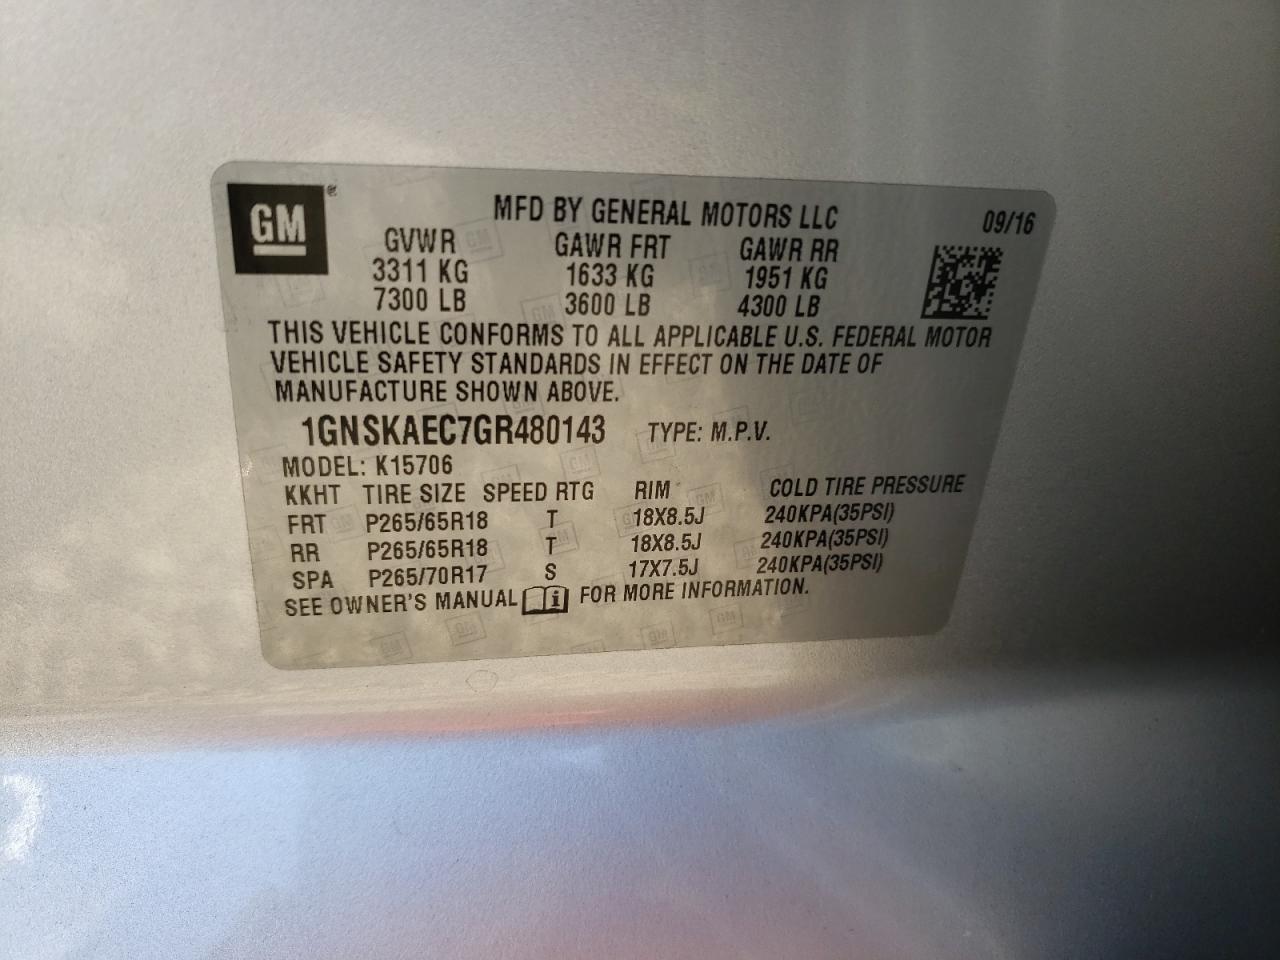 GM®
MFD BY GENERAL MOTORS LLC 09/16
GVWR GAWR FRT GAWR RR
3311 KG 1633 KG 1951 KG
7300 LB 3600 LB 4300 LB
THIS VEHICLE CONFORMS TO ALL APPLICABLE U.S. FEDERAL MOTOR
VEHICLE SAFETY STANDARDS IN EFFECT ON THE DATE OF
MANUFACTURE SHOWN ABOVE.
1GNSKAEC7GR480143 TYPE: M.P.V.
MODEL: K15706
KKHT TIRE SIZE SPEED RTG RIM COLD TIRE PRESSURE
FRT P265/65R18 T 18X8.5J 240KPA(35PSI)
RR P265/65R18 T 18X8.5J 240KPA(35PSI)
SPA P265/70R17 S 17X7.5J 240KPA(35PSI)
SEE OWNER'S MANUAL i FOR MORE INFORMATION.